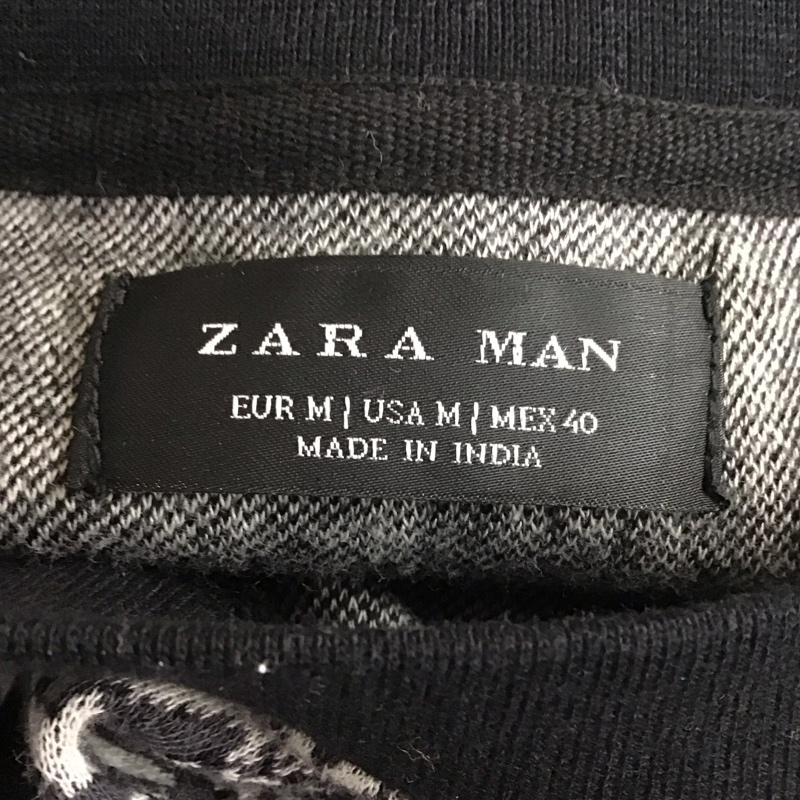 ZARA MAN
EUR M | USA M | MEX 40
MADE IN INDIA